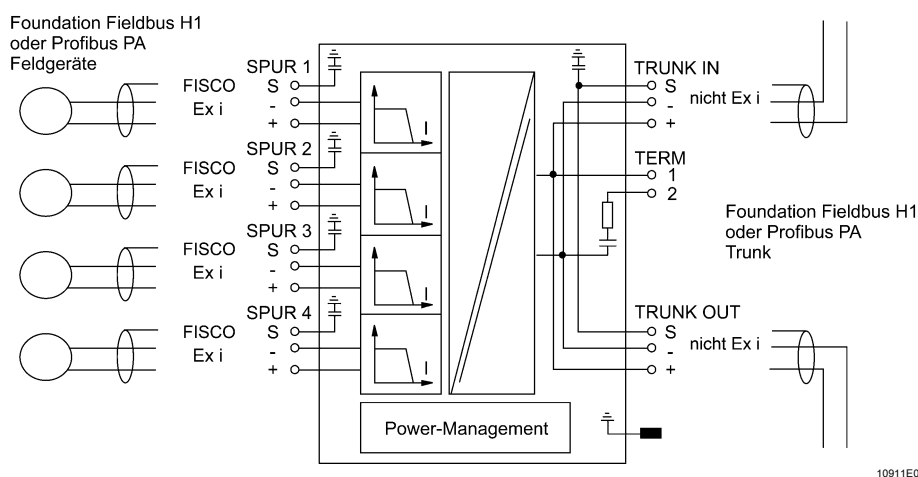 Foundation Fieldbus H1
oder Profibus PA
Feldgeräte
SPUR 1
FISCO
Ex i
S
-
+
SPUR 2
FISCO
Ex i
S
-
+
SPUR 3
FISCO
Ex i
S
-
+
SPUR 4
FISCO
Ex i
S
-
+
I
I
I
I
Power-Management
TRUNK IN
S
-
+
nicht Ex i
TERM
1
2
Foundation Fieldbus H1
oder Profibus PA
Trunk
TRUNK OUT
S
-
+
nicht Ex i
10911E0